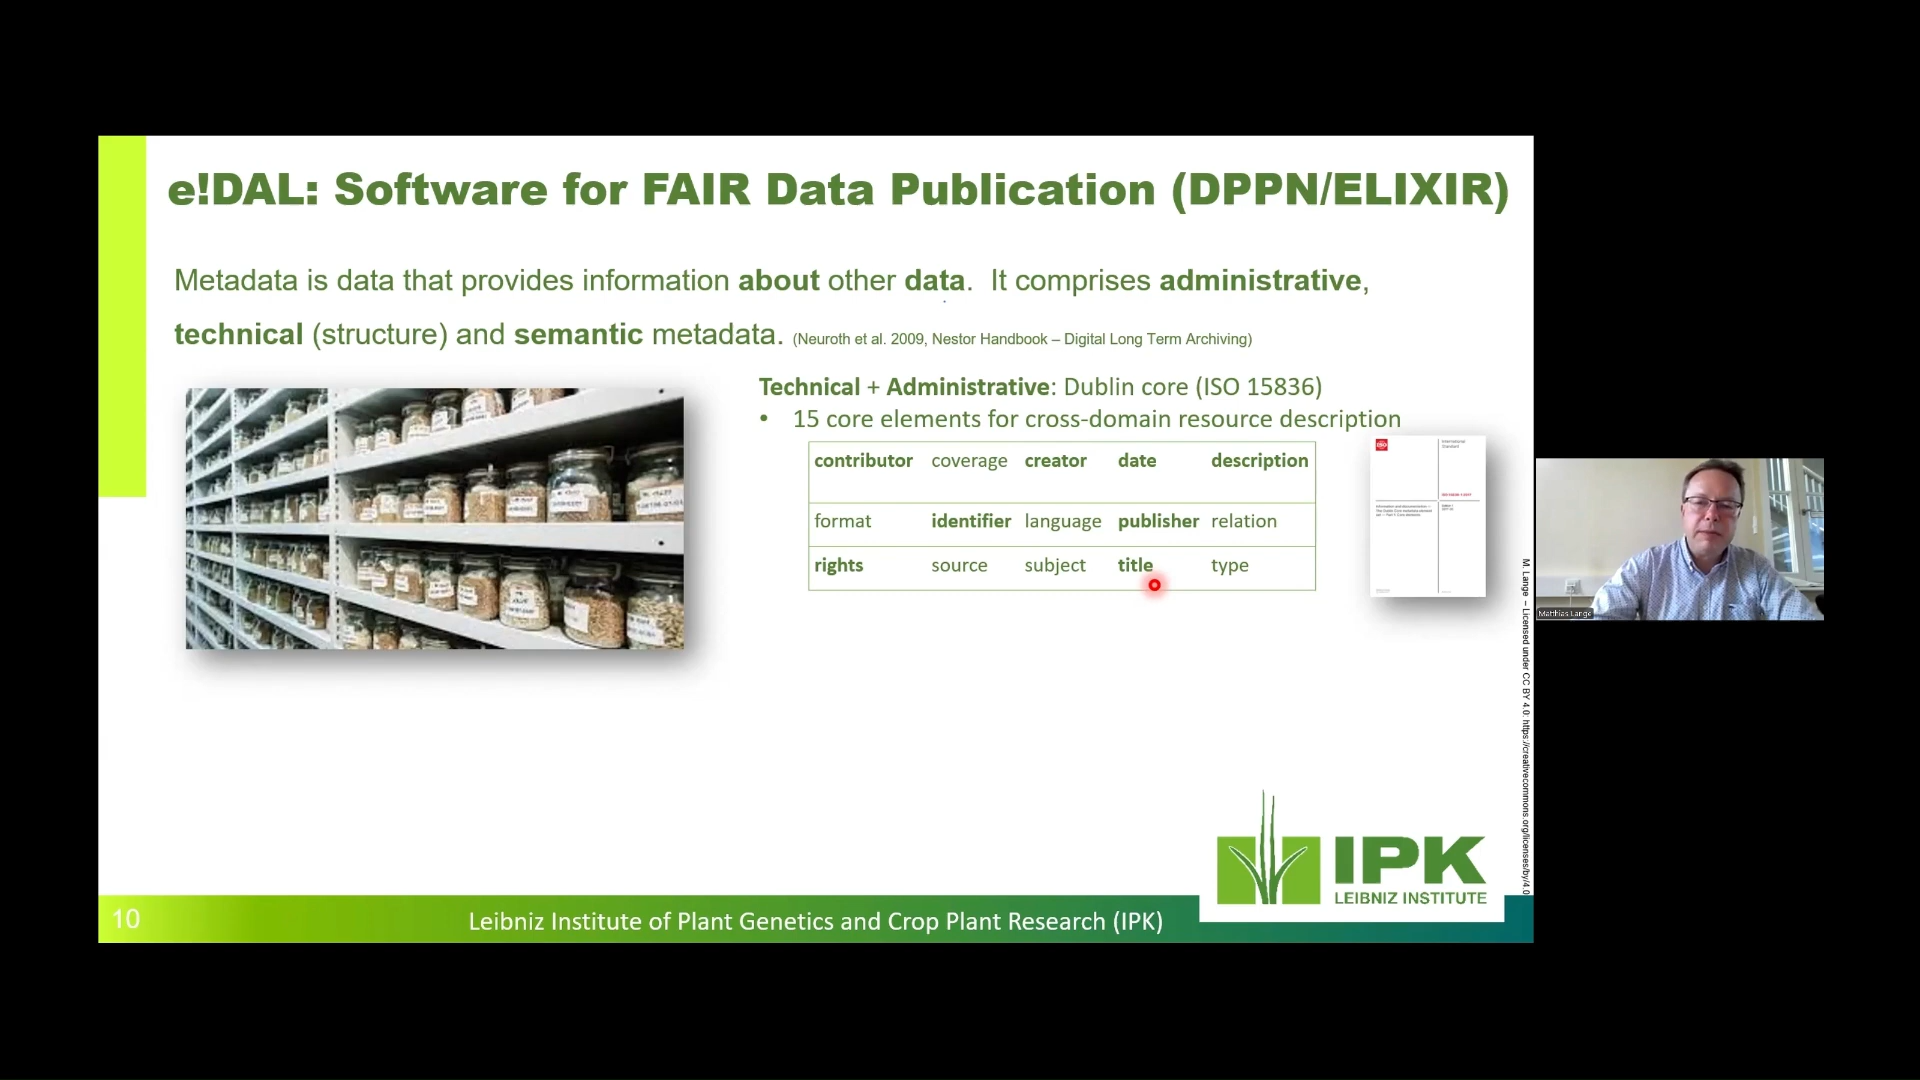 e!DAL: Software for FAIR Data Publication (DPPN/ELIXIR)
Metadata is data that provides information about other data. It comprises administrative,
technical (structure) and semantic metadata. (Neuroth et al. 2009, Nestor Handbook – Digital Long Term Archiving)
Technical + Administrative: Dublin core (ISO 15836)
• 15 core elements for cross-domain resource description
contributor coverage creator date description
format identifier language publisher relation
rights source subject title type
ISO
International
Standard
M. Lange – Licensed under CC BY 4.0: https://creativecommons.org/licenses/by/4.0
Matthias Lange
IPK
LEIBNIZ INSTITUTE
10
Leibniz Institute of Plant Genetics and Crop Plant Research (IPK)